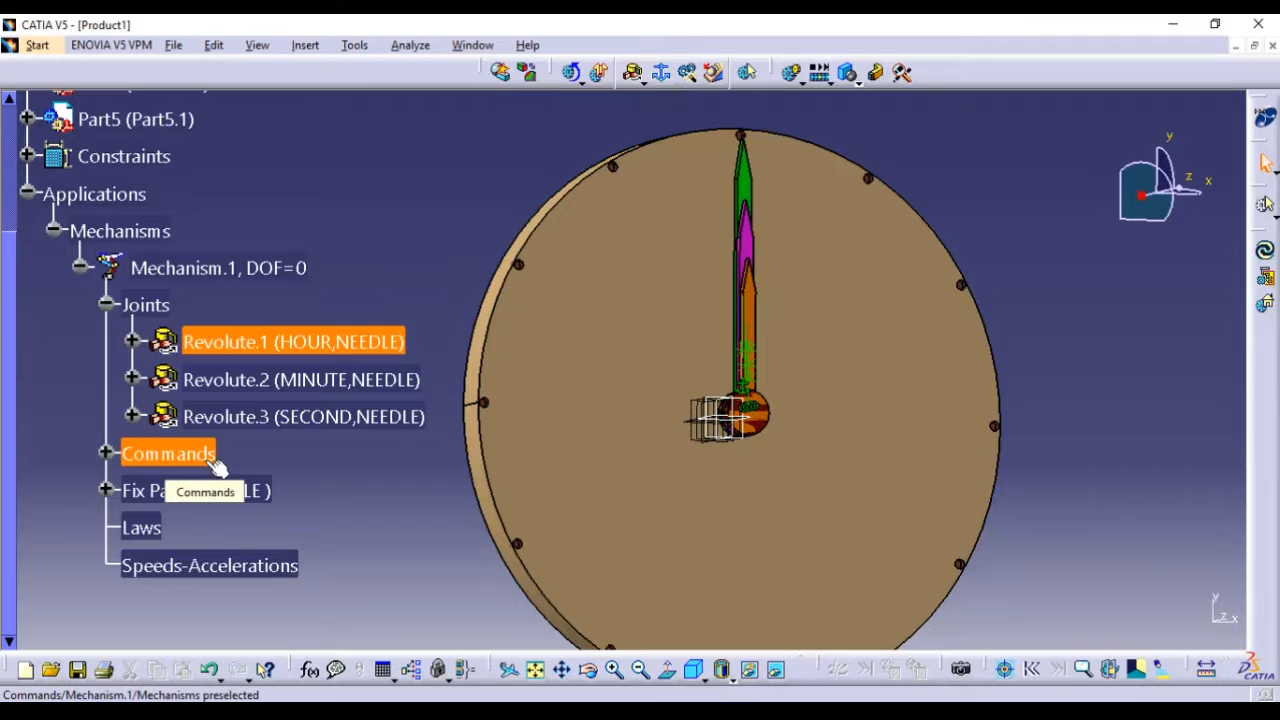 CATIA V5 - [Product1]
Start ENOVIA V5 VPM File Edit View Insert Tools Analyze Window Help
Part5 (Part5.1)
Constraints
Applications
Mechanisms
Mechanism.1, DOF=0
Joints
Revolute.1 (HOUR,NEEDLE)
Revolute.2 (MINUTE,NEEDLE)
Revolute.3 (SECOND,NEEDLE)
Commands
Commands
Fix Pa LE )
Laws
Speeds-Accelerations
y
z
x
y
z x
f(x)
CATIA
Commands/Mechanism.1/Mechanisms preselected